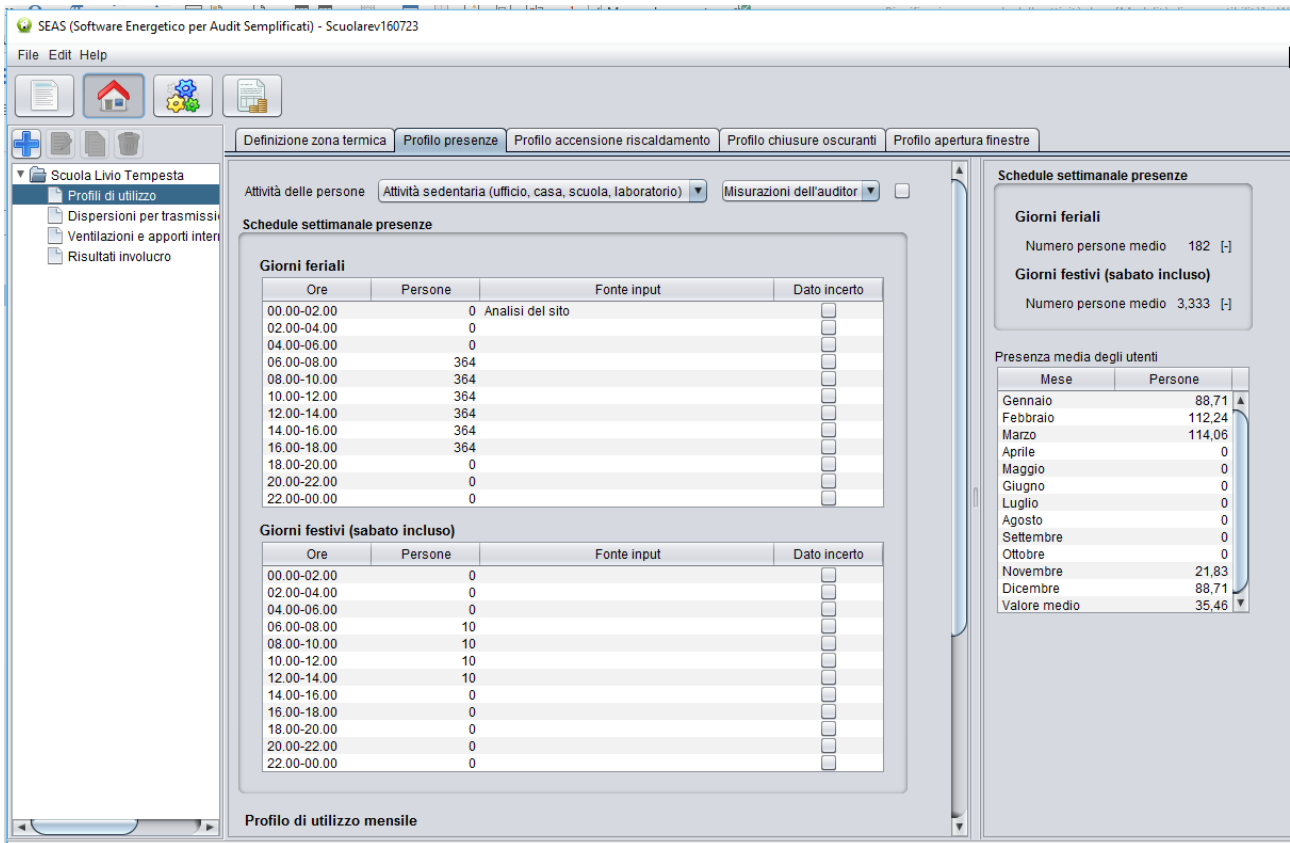 SEAS (Software Energetico per Audit Semplificati) - Scuolarev160723
File Edit Help
Definizione zona termica Profilo presenze Profilo accensione riscaldamento Profilo chiusure oscuranti Profilo apertura finestre
Scuola Livio Tempesta
Profili di utilizzo
Dispersioni per trasmissi
Ventilazioni e apporti inter
Risultati involucro
Attività delle persone Attività sedentaria (ufficio, casa, scuola, laboratorio) Misurazioni dell'auditor
Schedule settimanale presenze
Giorni feriali
Ore Persone Fonte input Dato incerto
00.00-02.00 0 Analisi del sito
02.00-04.00 0
04.00-06.00 0
06.00-08.00 364
08.00-10.00 364
10.00-12.00 364
12.00-14.00 364
14.00-16.00 364
16.00-18.00 364
18.00-20.00 0
20.00-22.00 0
22.00-00.00 0
Giorni festivi (sabato incluso)
Ore Persone Fonte input Dato incerto
00.00-02.00 0
02.00-04.00 0
04.00-06.00 0
06.00-08.00 10
08.00-10.00 10
10.00-12.00 10
12.00-14.00 10
14.00-16.00 0
16.00-18.00 0
18.00-20.00 0
20.00-22.00 0
22.00-00.00 0
Profilo di utilizzo mensile
Schedule settimanale presenze
Giorni feriali
Numero persone medio 182 [-]
Giorni festivi (sabato incluso)
Numero persone medio 3,333 [-]
Presenza media degli utenti
Mese Persone
Gennaio 88,71
Febbraio 112,24
Marzo 114,06
Aprile 0
Maggio 0
Giugno 0
Luglio 0
Agosto 0
Settembre 0
Ottobre 0
Novembre 21,83
Dicembre 88,71
Valore medio 35,46